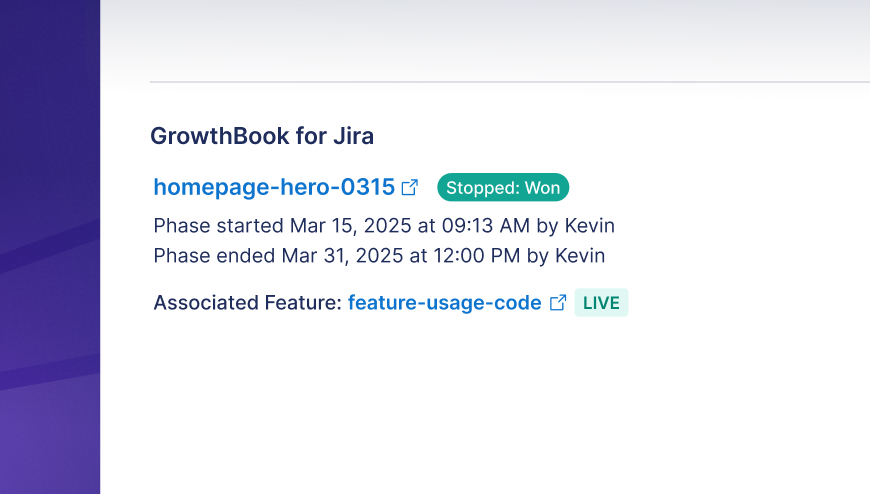 GrowthBook for Jira
homepage-hero-0315 Stopped: Won
Phase started Mar 15, 2025 at 09:13 AM by Kevin
Phase ended Mar 31, 2025 at 12:00 PM by Kevin
Associated Feature: feature-usage-code LIVE